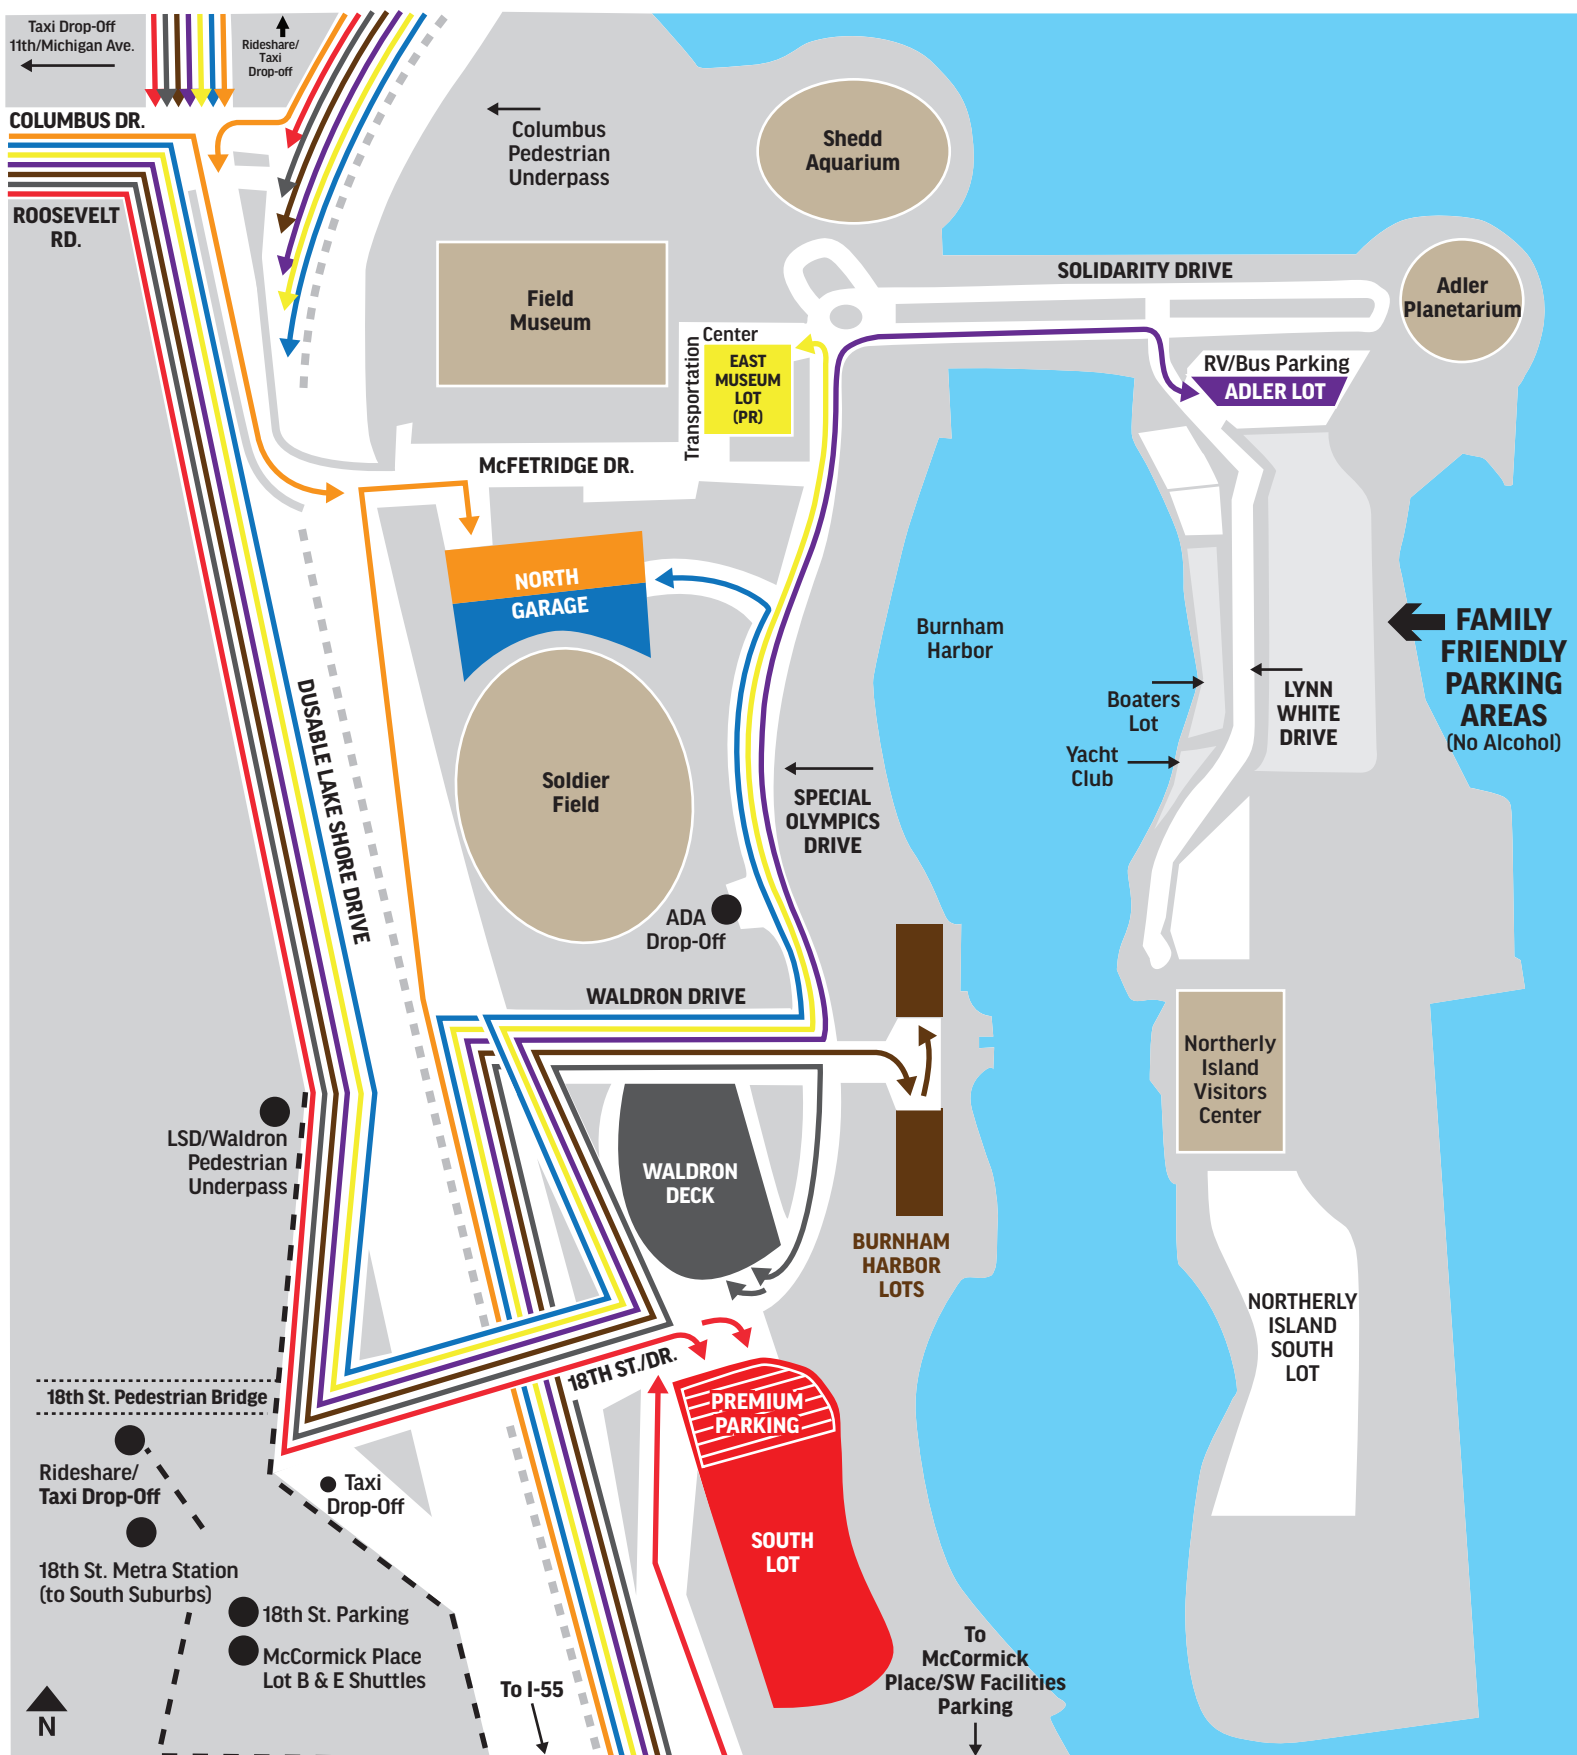 Taxi Drop-Off
11th/Michigan Ave.
Rideshare/
Taxi
Drop-off
COLUMBUS DR.
ROOSEVELT
RD.
Columbus
Pedestrian
Underpass
Shedd
Aquarium
Field
Museum
SOLIDARITY DRIVE
Adler
Planetarium
Transportation
Center
EAST
MUSEUM
LOT
(PR)
RV/Bus Parking
ADLER LOT
McFETRIDGE DR.
NORTH
GARAGE
Burnham
Harbor
FAMILY
FRIENDLY
PARKING
AREAS
(No Alcohol)
LYNN
WHITE
DRIVE
Boaters
Lot
Yacht
Club
DUSABLE LAKE SHORE DRIVE
Soldier
Field
SPECIAL
OLYMPICS
DRIVE
ADA
Drop-Off
WALDRON DRIVE
Northerly
Island
Visitors
Center
LSD/Waldron
Pedestrian
Underpass
WALDRON
DECK
BURNHAM
HARBOR
LOTS
NORTHERLY
ISLAND
SOUTH
LOT
18TH ST./DR.
18th St. Pedestrian Bridge
PREMIUM
PARKING
Rideshare/
Taxi Drop-Off
Taxi
Drop-Off
SOUTH
LOT
18th St. Metra Station
(to South Suburbs)
18th St. Parking
McCormick Place
Lot B & E Shuttles
To I-55
To
McCormick
Place/SW Facilities
Parking
N